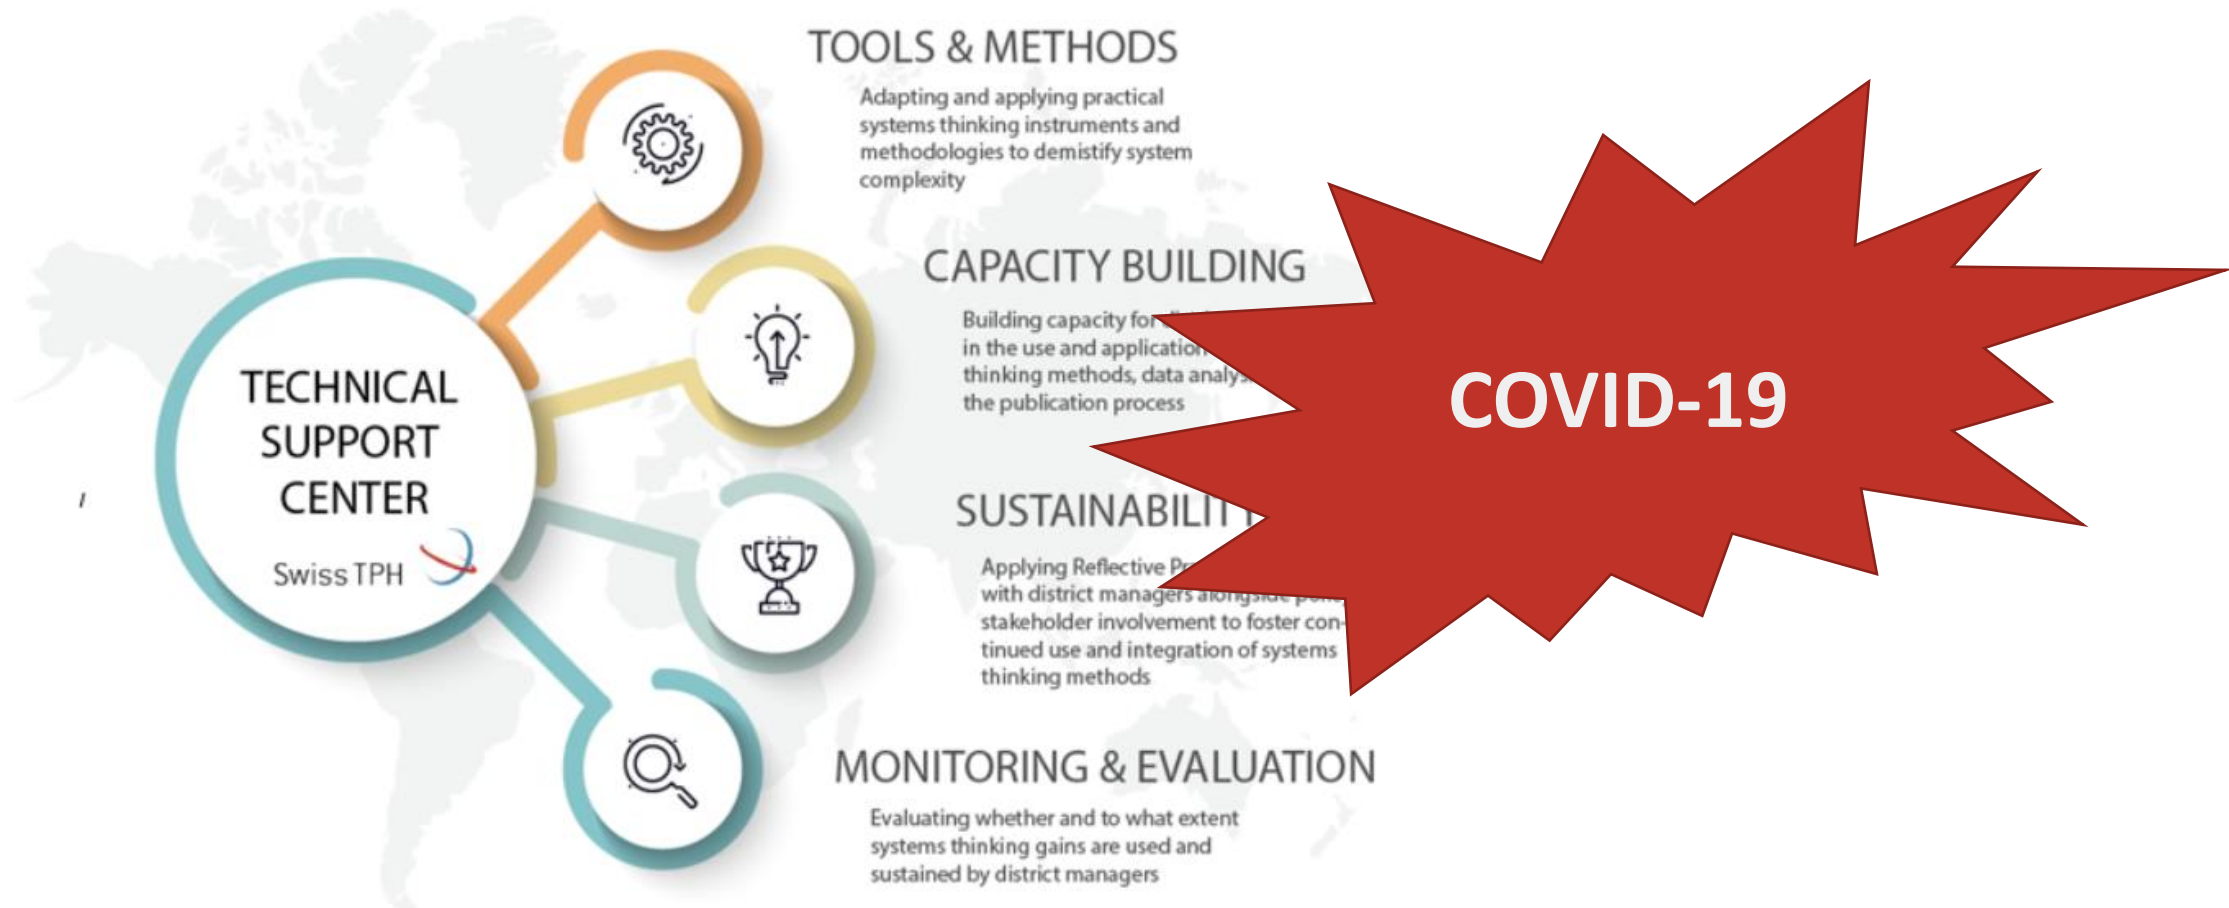 TOOLS & METHODS
Adapting and applying practical
systems thinking instruments and
methodologies to demistify system
complexity
CAPACITY BUILDING
Building capacity for
in the use and application
thinking methods, data
the publication process
COVID-19
TECHNICAL
SUPPORT
CENTER
Swiss TPH
SUSTAINABILITY
Applying Reflective
with district managers alongside
stakeholder involvement to foster con-
tinued use and integration of systems
thinking methods
MONITORING & EVALUATION
Evaluating whether and to what extent
systems thinking gains are used and
sustained by district managers